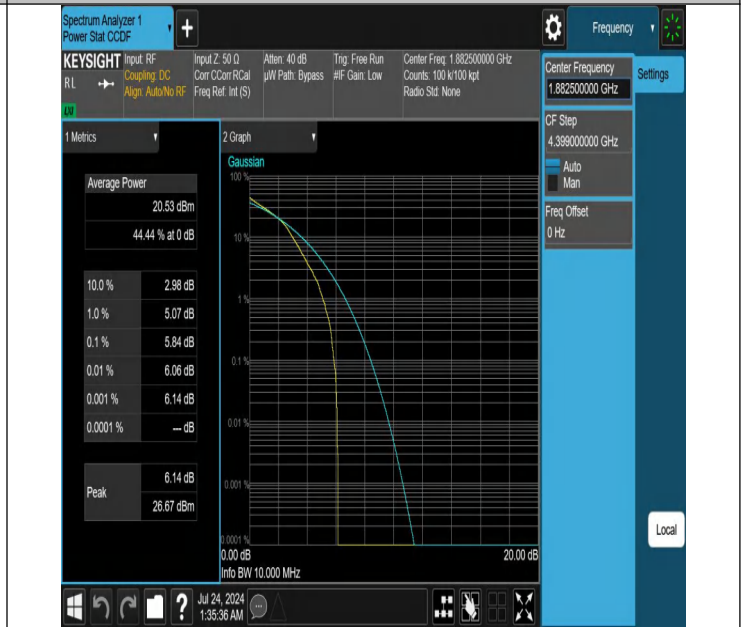 Spectrum Analyzer 1
Power Stat CCDF
Frequency
KEYSIGHT
RL
Input: RF
Coupling: DC
Align: Auto/No RF
Input Z: 50 Ω
Corr CCorr RCal
Freq Ref: Int (S)
Atten: 40 dB
µW Path: Bypass
Trig: Free Run
#IF Gain: Low
Center Freq: 1.882500000 GHz
Counts: 100 k/100 kpt
Radio Std: None
Center Frequency
1.882500000 GHz
Settings
CF Step
4.399000000 GHz
Auto
Man
Freq Offset
0 Hz
1 Metrics
Average Power
20.53 dBm
44.44 % at 0 dB
10.0 % 2.98 dB
1.0 % 5.07 dB
0.1 % 5.84 dB
0.01 % 6.06 dB
0.001 % 6.14 dB
0.0001 % --- dB
Peak
6.14 dB
26.67 dBm
2 Graph
Gaussian
100 %
10 %
1 %
0.1 %
0.01 %
0.001 %
0.0001 %
0.00 dB
20.00 dB
Info BW 10.000 MHz
Local
?
Jul 24, 2024
1:35:36 AM